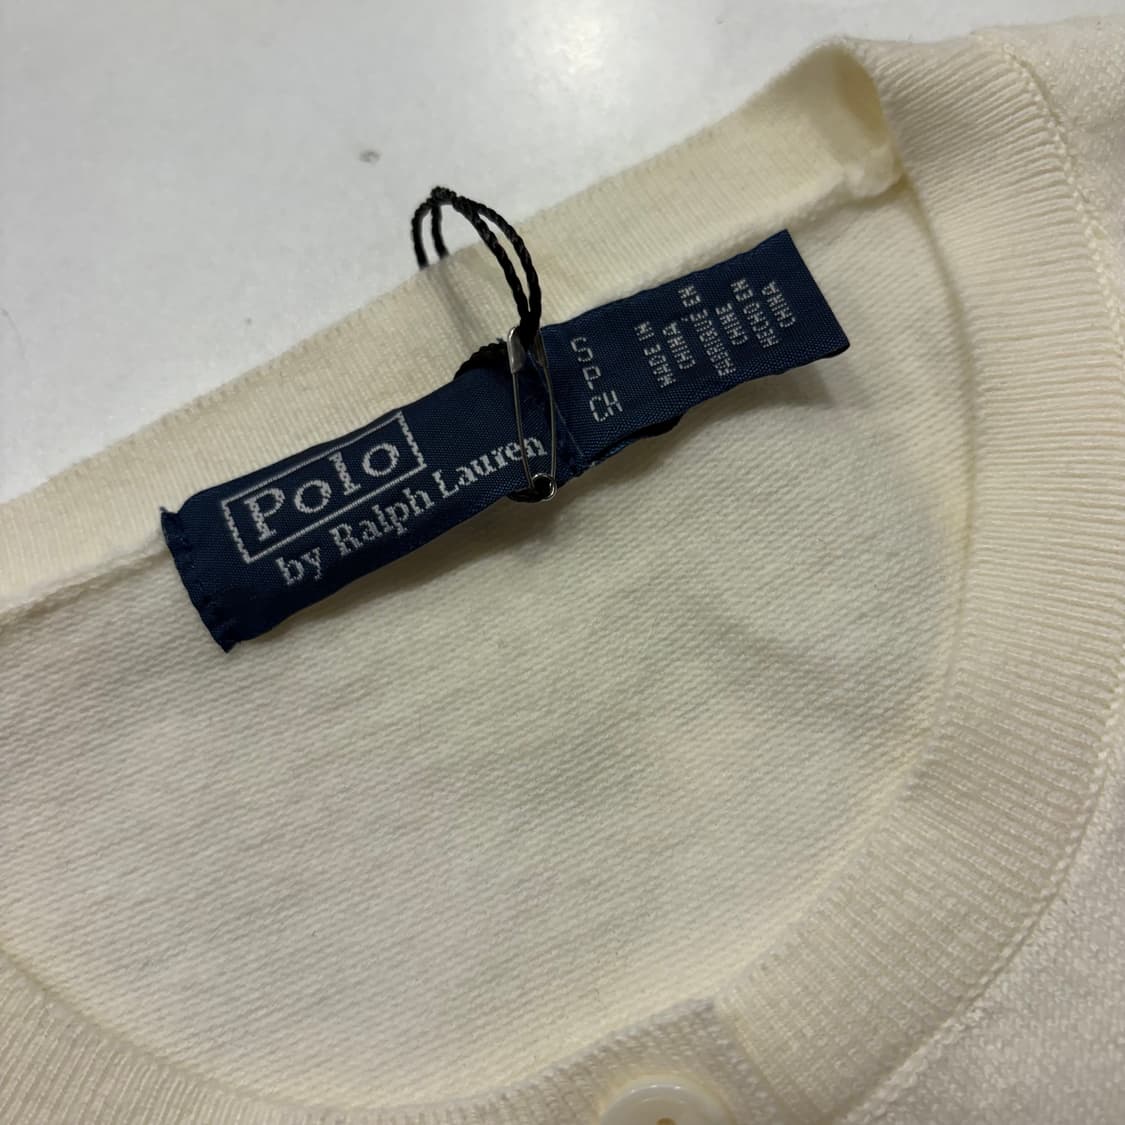 Polo
by Ralph Lauren
S
P
CH
MADE IN
CHINA
FABRIQUE EN
CHINE
HECHO EN
CHINA